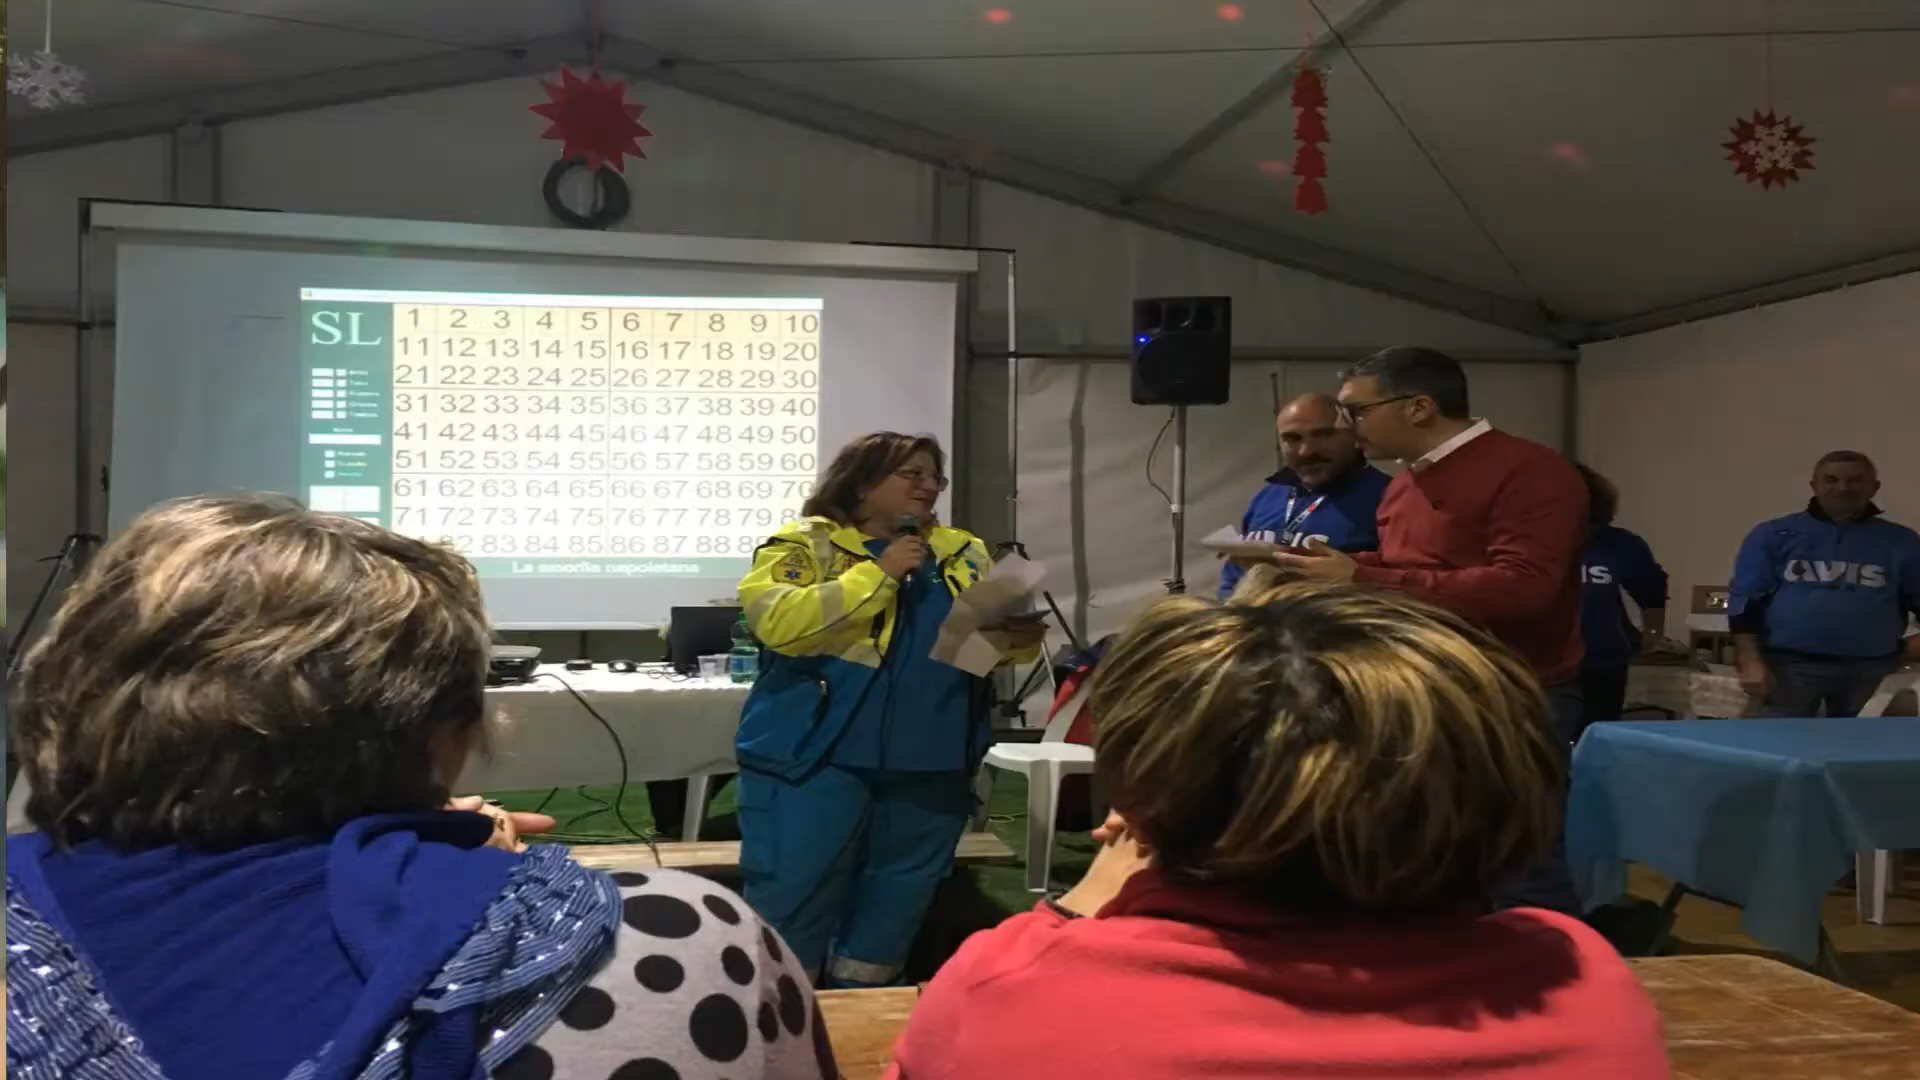 SL
1 2 3 4 5 6 7 8 9 10
11 12 13 14 15 16 17 18 19 20
21 22 23 24 25 26 27 28 29 30
31 32 33 34 35 36 37 38 39 40
41 42 43 44 45 46 47 48 49 50
51 52 53 54 55 56 57 58 59 60
61 62 63 64 65 66 67 68 69 70
71 72 73 74 75 76 77 78 79
82 83 84 85 86 87 88
La smorfia napoletana
AVIS